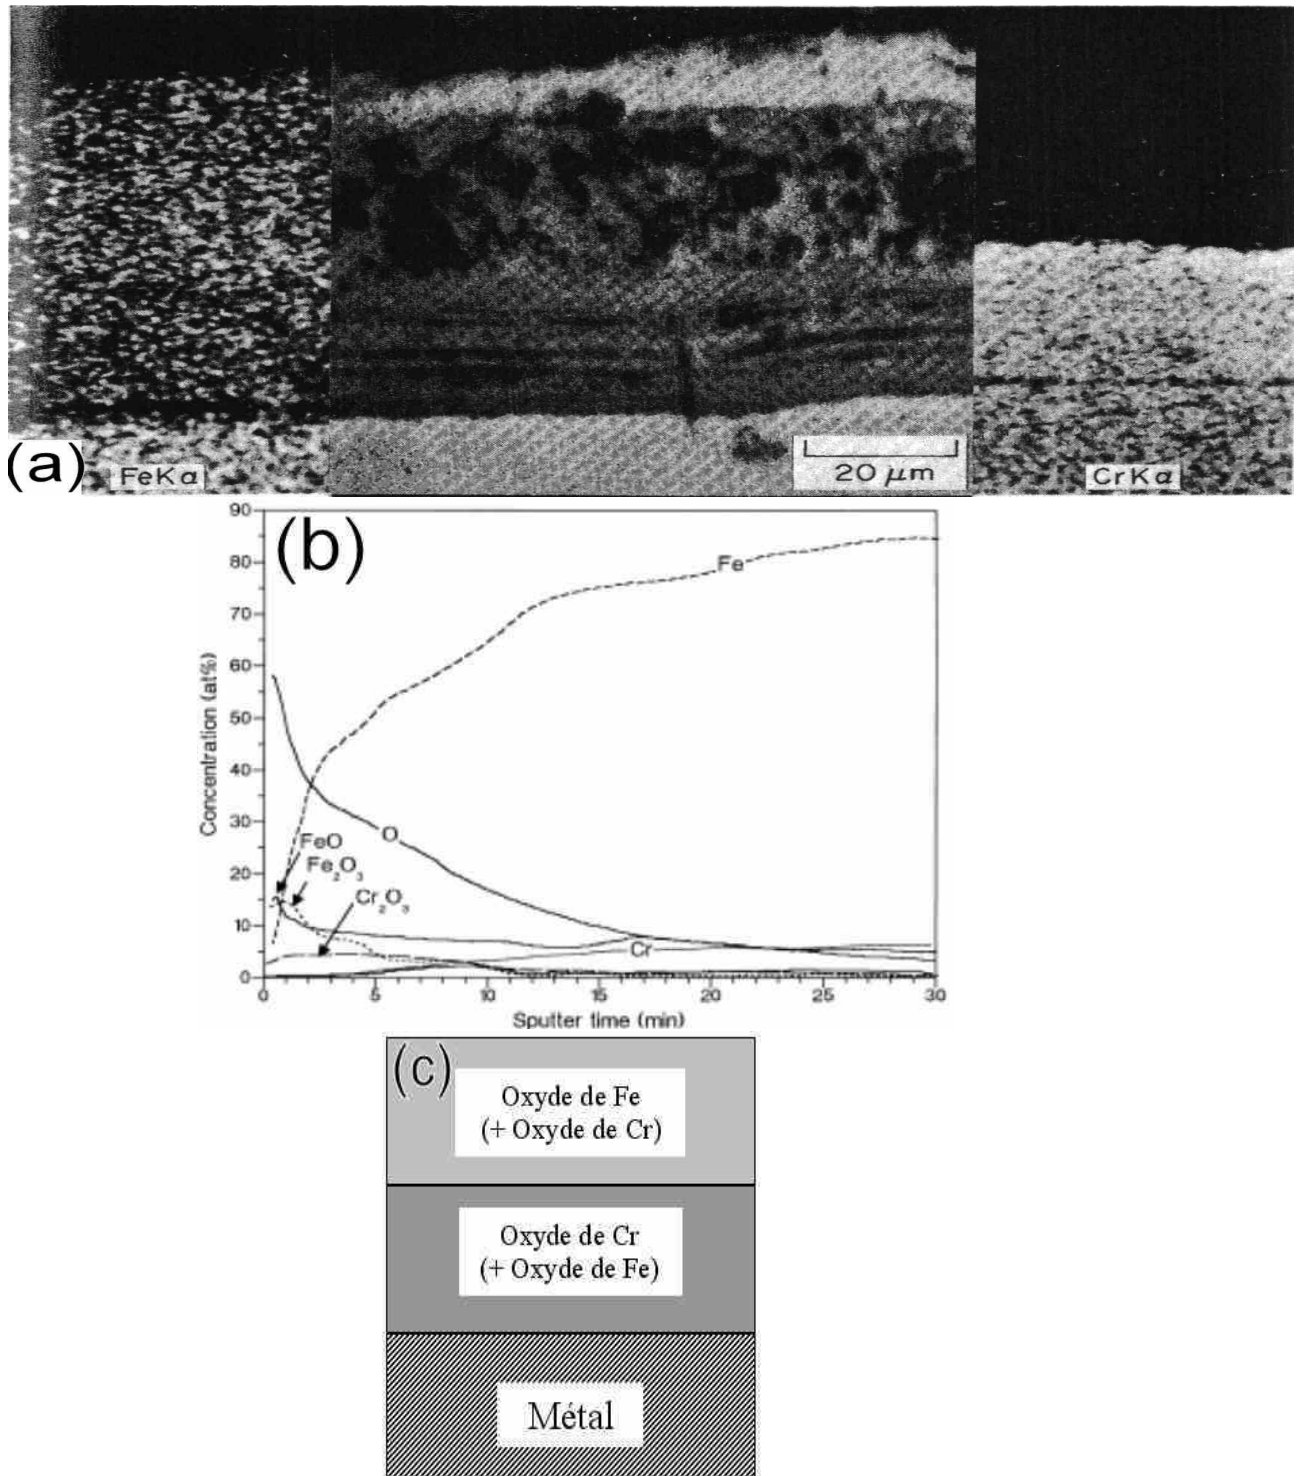 (a)
FeKα
20 μm
CrKα
(b)
90
80
70
60
50
40
30
20
10
0
Concentration (at%)
Fe
O
FeO
Fe₂O₃
Cr₂O₃
Cr
0 5 10 15 20 25 30
Sputter time (min)
(c)
Oxyde de Fe
(+ Oxyde de Cr)
Oxyde de Cr
(+ Oxyde de Fe)
Métal